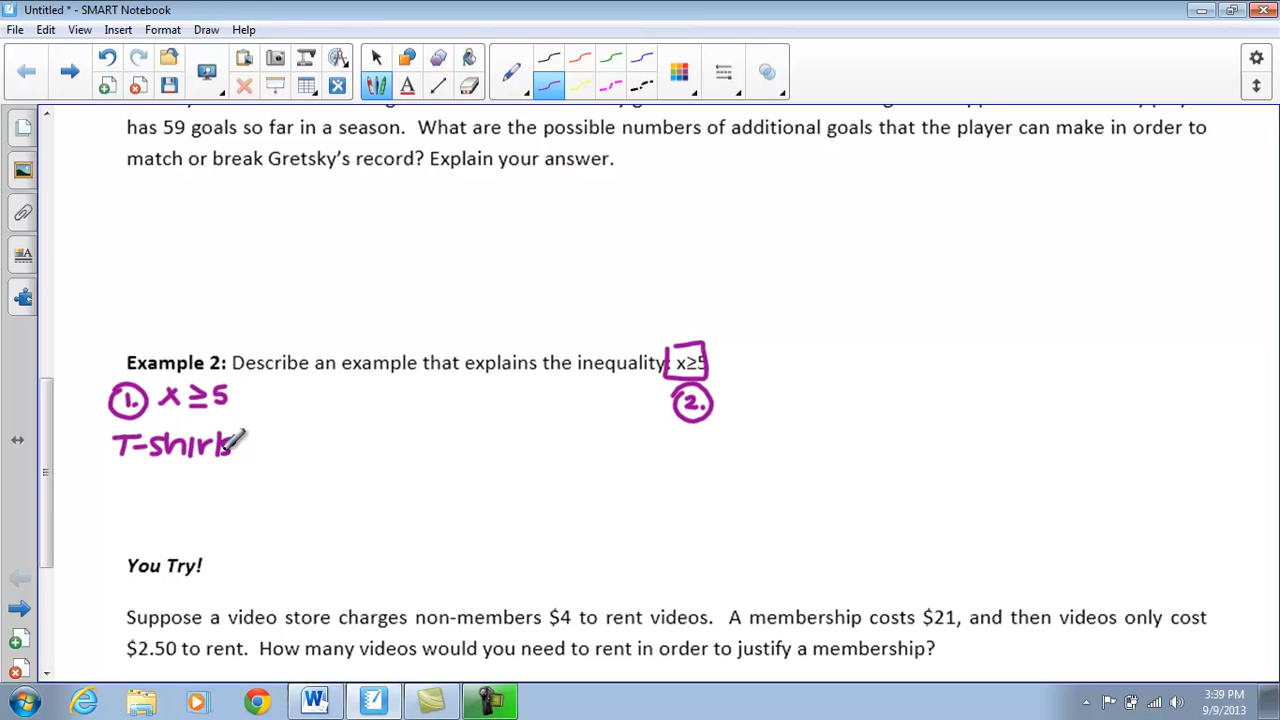 Untitled * - SMART Notebook
File Edit View Insert Format Draw Help
has 59 goals so far in a season. What are the possible numbers of additional goals that the player can make in order to
match or break Gretsky's record? Explain your answer.
Example 2: Describe an example that explains the inequality: x≥5
1. x ≥ 5
2.
T-shirts
You Try!
Suppose a video store charges non-members $4 to rent videos. A membership costs $21, and then videos only cost
$2.50 to rent. How many videos would you need to rent in order to justify a membership?
3:39 PM
9/9/2013